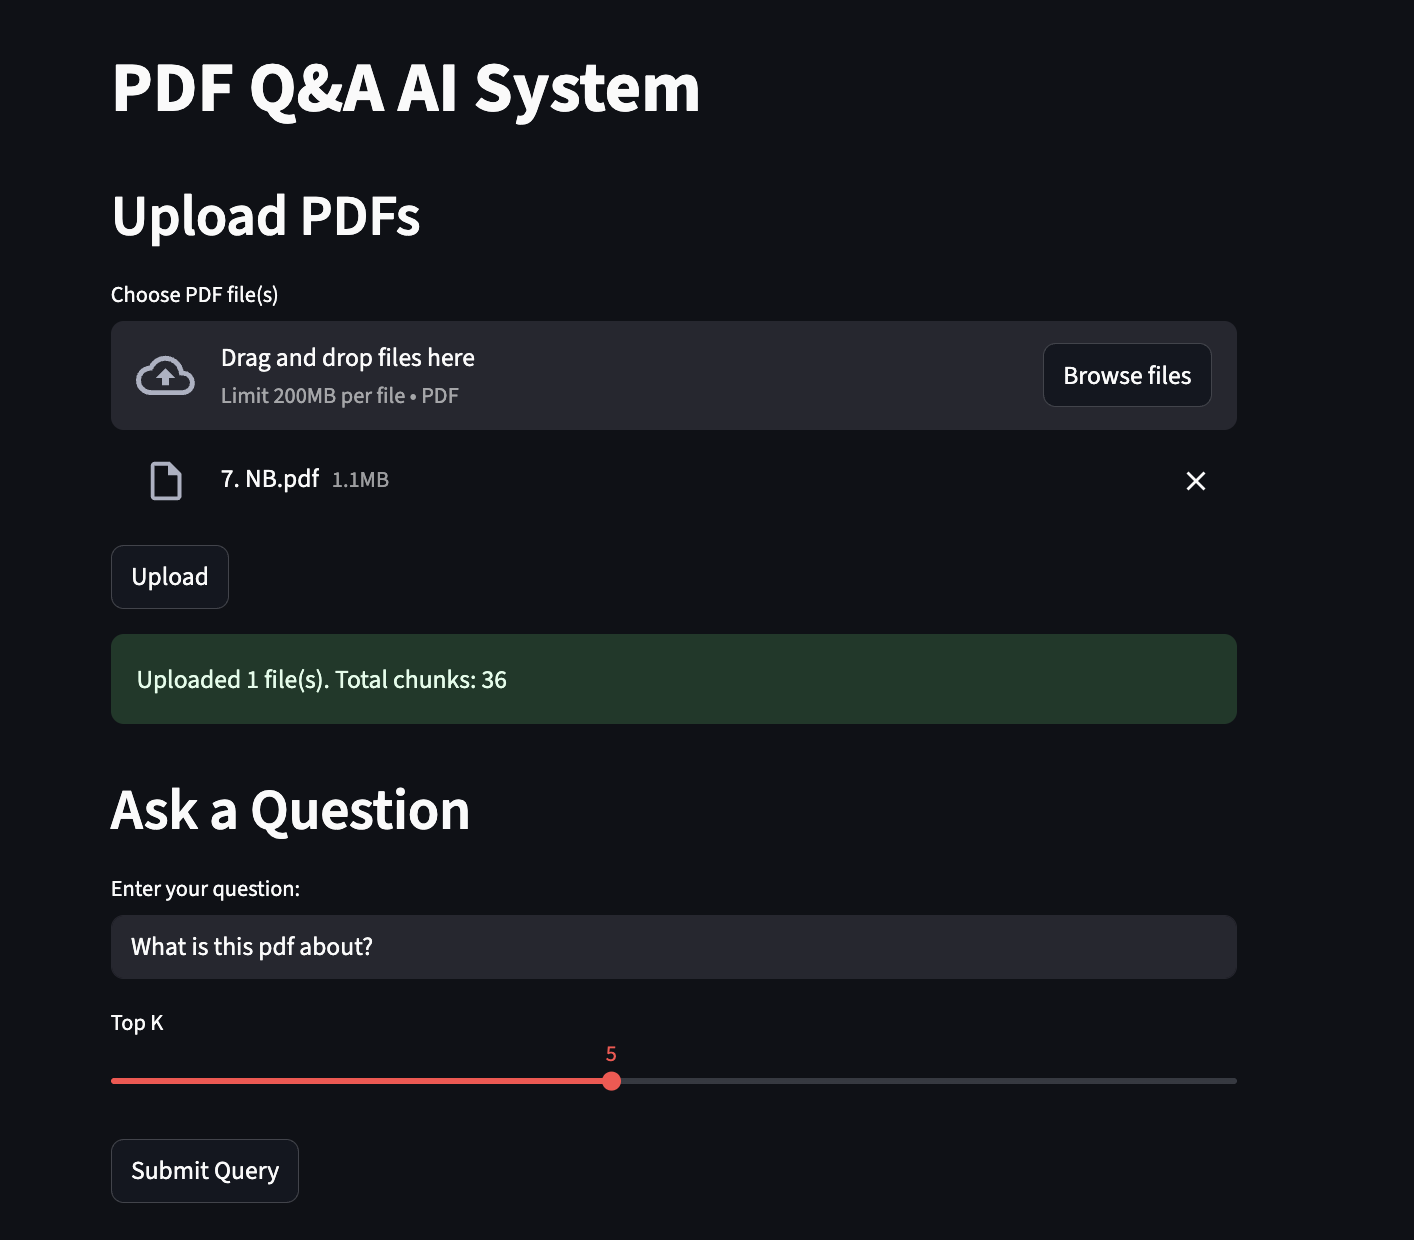 PDF Q&A AI System
Upload PDFs
Choose PDF file(s)
Drag and drop files here
Limit 200MB per file • PDF
Browse files
7. NB.pdf 1.1MB
Upload
Uploaded 1 file(s). Total chunks: 36
Ask a Question
Enter your question:
What is this pdf about?
Top K
5
Submit Query